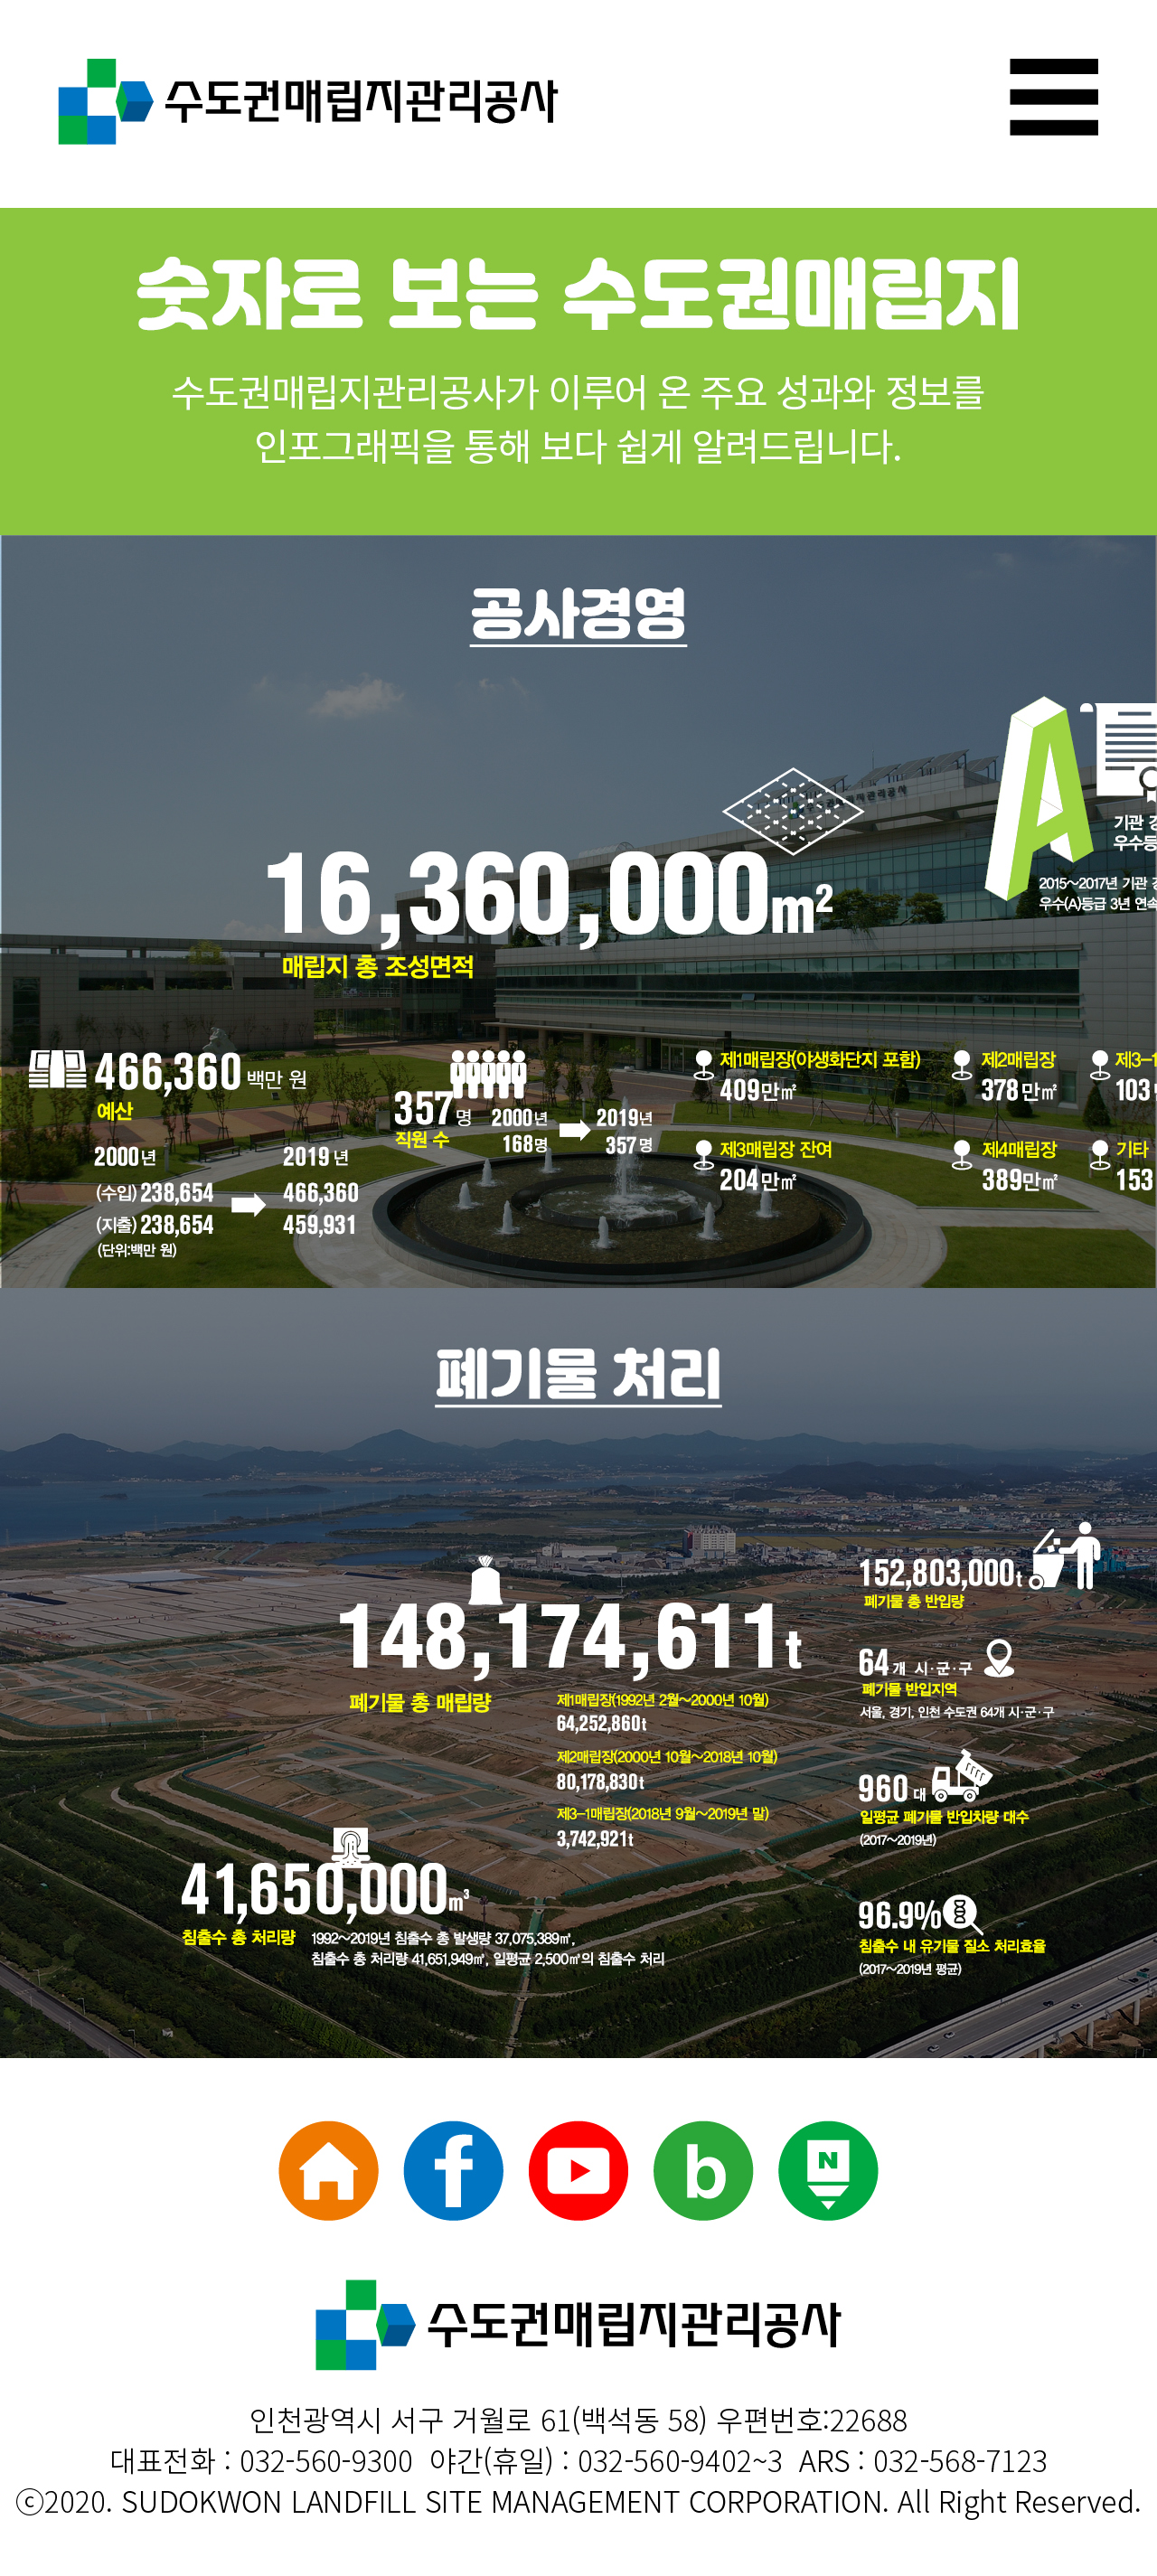 수도권매립지관리공사
숫자로 보는 수도권매립지
수도권매립지관리공사가 이루어 온 주요 성과와 정보를
인포그래픽을 통해 보다 쉽게 알려드립니다.
공사경영
16,360,000m²
매립지 총 조성면적
A
기관
우수등
2015~2017년 기관
우수(A)등급 3년 연속
466,360 백만 원
예산
2000년 2019 년
(수입) 238,654 466,360
(지출) 238,654 459,931
(단위:백만 원)
357 명
직원 수
2000년 2019년
168명 357 명
제1매립장(야생화단지 포함)
409만㎡
제2매립장
378 만㎡
제3-1
103
제3매립장 잔여
204 만㎡
제4매립장
389만㎡
기타
153
폐기물 처리
148,174,611t
폐기물 총 매립량
제1매립장(1992년 2월~2000년 10월)
64,252,860t
제2매립장(2000년 10월~2018년 10월)
80,178,830t
제3-1매립장(2018년 9월~2019년 말)
3,742,921t
41,650,000m³
침출수 총 처리량
1992~2019년 침출수 총 발생량 37,075,389㎥,
침출수 총 처리량 41,651,949㎥, 일평균 2,500㎥의 침출수 처리
152,803,000t
폐기물 총 반입량
64개 시·군·구
폐기물 반입지역
서울, 경기, 인천 수도권 64개 시·군·구
960 대
일평균 폐기물 반입차량 대수
(2017~2019년)
96.9%
침출수 내 유기물 질소 처리효율
(2017~2019년 평균)
f b N
수도권매립지관리공사
인천광역시 서구 거월로 61(백석동 58) 우편번호:22688
대표전화 : 032-560-9300 야간(휴일) : 032-560-9402~3 ARS : 032-568-7123
ⓒ2020. SUDOKWON LANDFILL SITE MANAGEMENT CORPORATION. All Right Reserved.